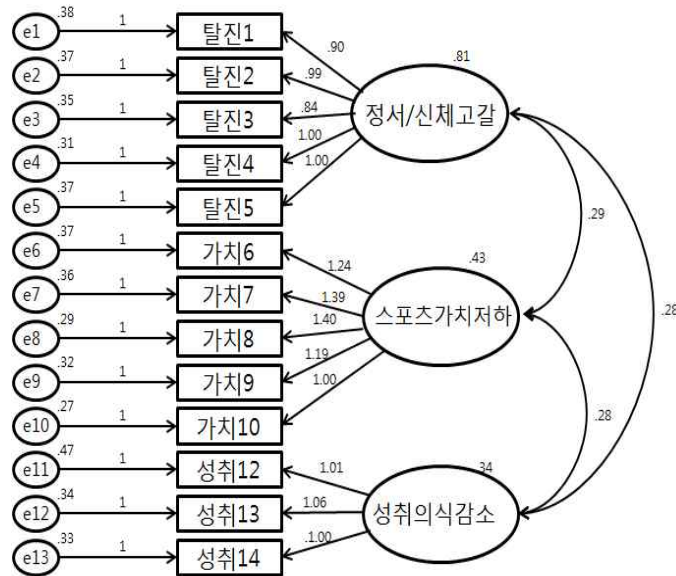 .38
e1 1 탈진1
.90
.81
.37
e2 1 탈진2
.99
정서/신체고갈
.35
e3 1 탈진3
.84
.31
e4 1 탈진4
1.00
.37
e5 1 탈진5
1.00
.29
.37
e6 1 가치6
1.24
.43
.36
e7 1 가치7
1.39
스포츠가치저하
.28
.29
e8 1 가치8
1.40
.32
e9 1 가치9
1.19
.27
e10 1 가치10
1.00
.28
.47
e11 1 성취12
1.01
.34
.34
e12 1 성취13
1.06
성취의식감소
.33
e13 1 성취14
.1.00